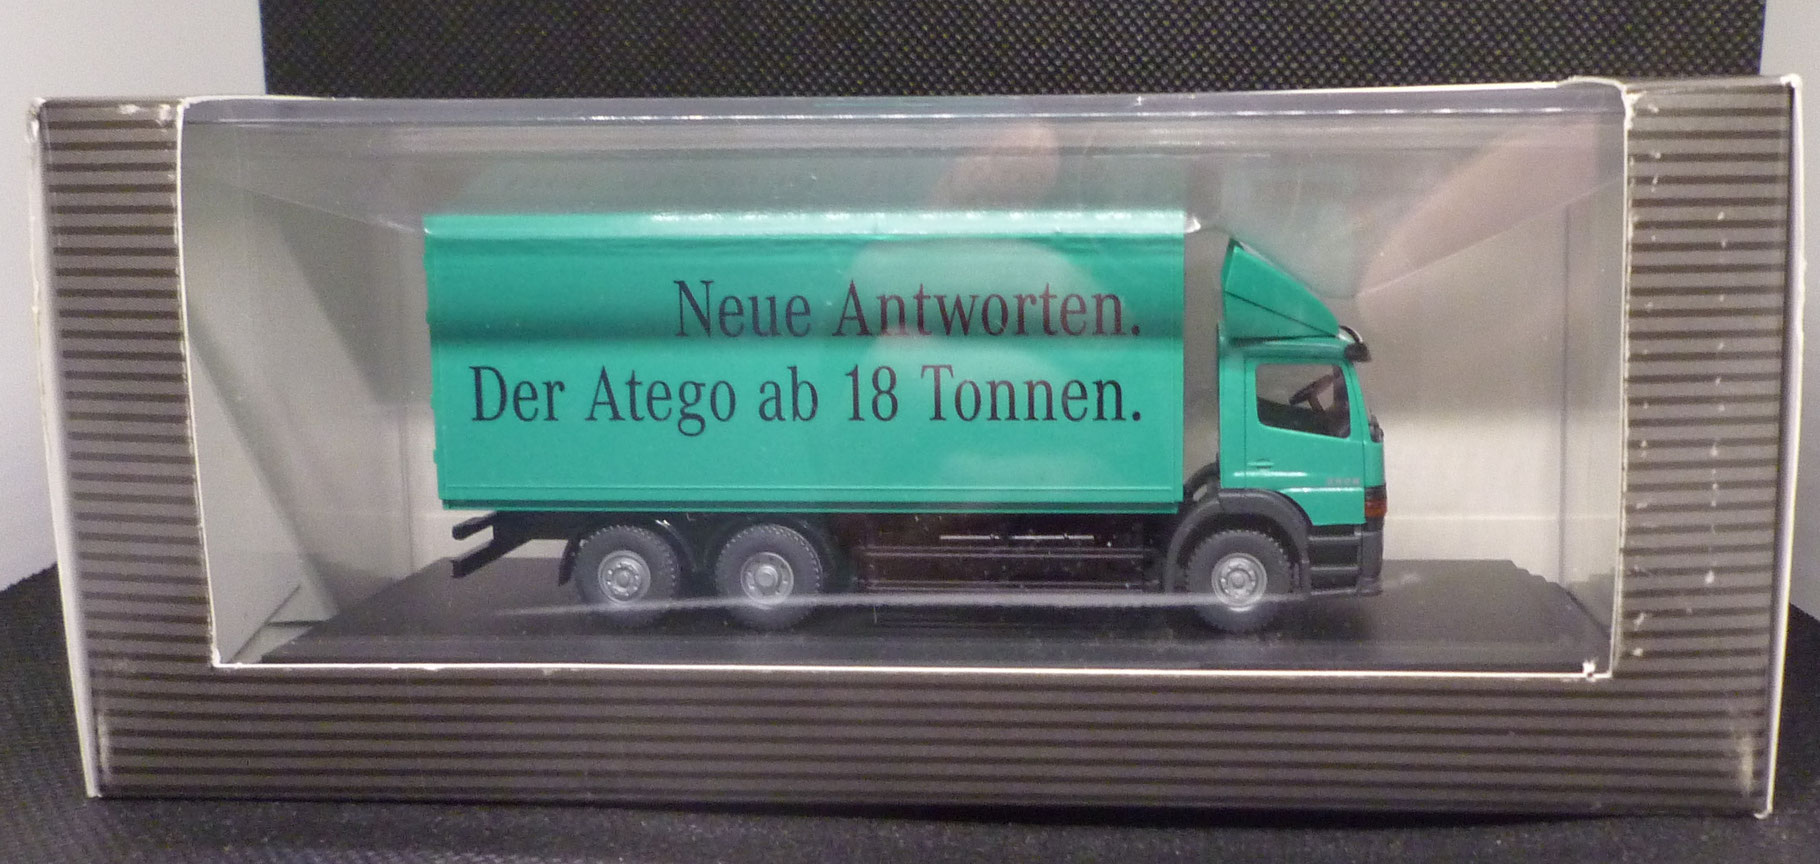 Neue Antworten.
Der Atego ab 18 Tonnen.